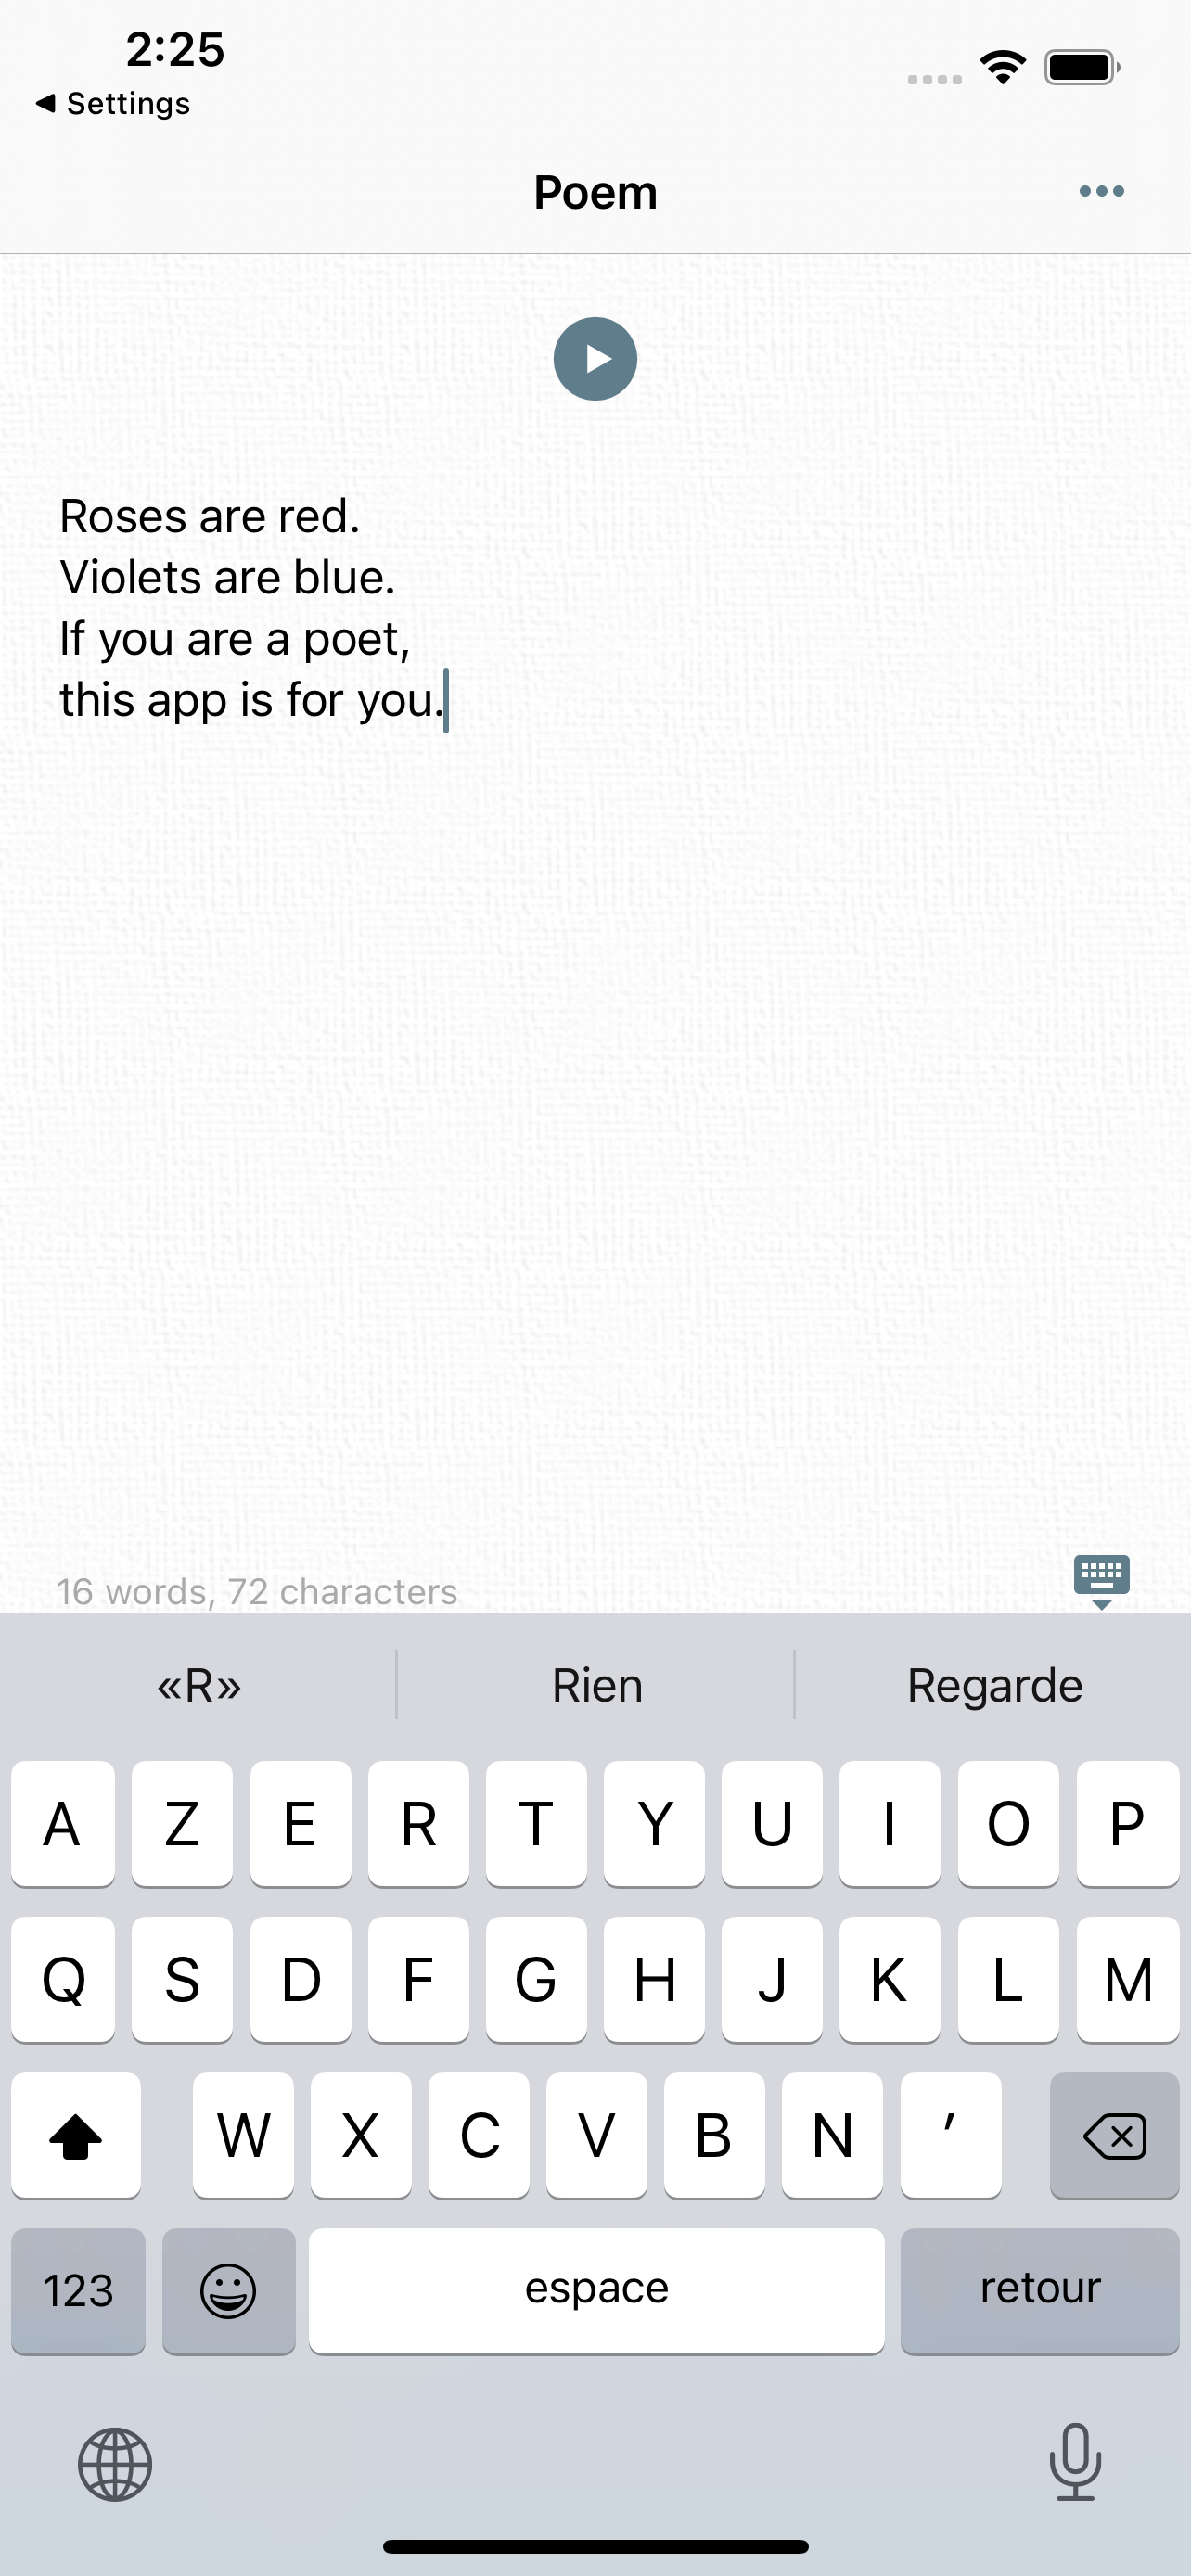 2:25
Settings
Poem
Roses are red.
Violets are blue.
If you are a poet,
this app is for you.
16 words, 72 characters
«R» Rien Regarde
A Z E R T Y U I O P
Q S D F G H J K L M
W X C V B N ’
123 espace retour